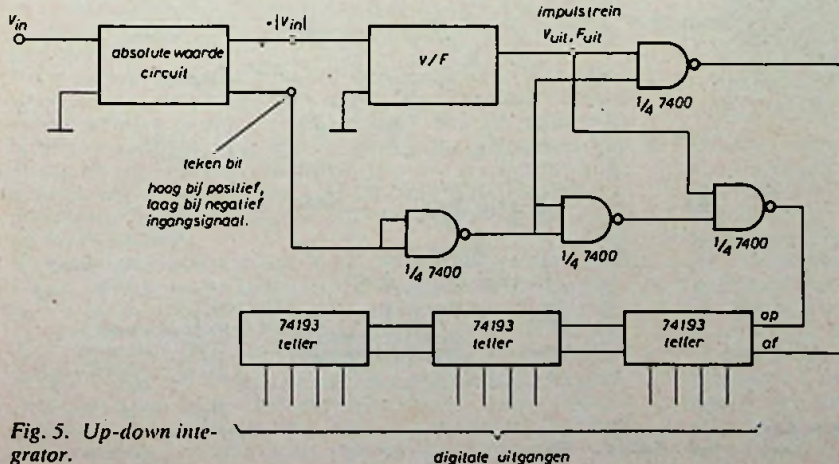 V_in
absolute waarde
circuit
·|V_in|
V/F
impulstrein
V_uit, F_uit
1/4 7400
teken bit
hoog bij positief,
laag bij negatief
ingangsignaal.
1/4 7400
1/4 7400
1/4 7400
74193
teller
74193
teller
74193
teller
op
af
Fig. 5. Up-down inte-
grator.
digitale uitgangen